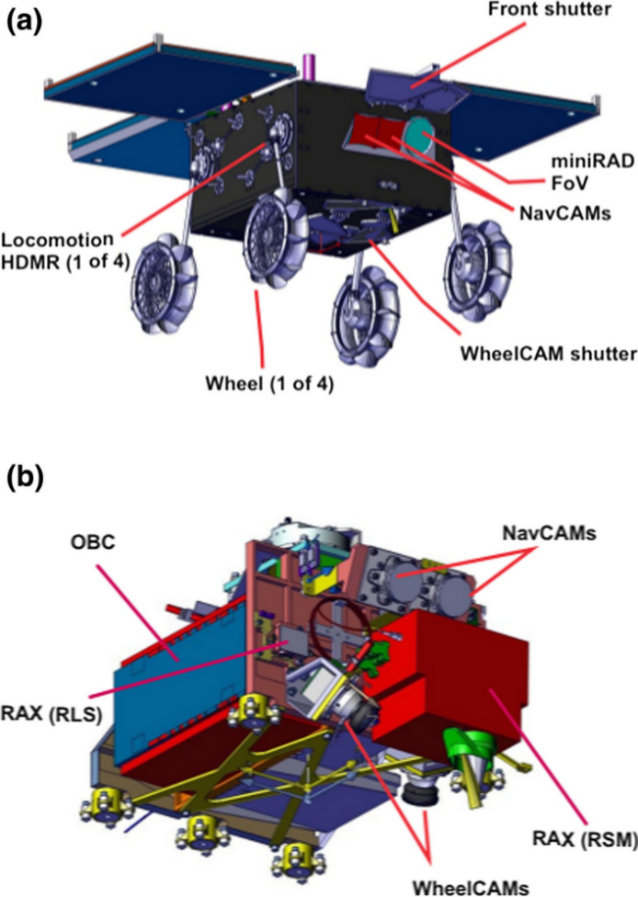 (a)
Front shutter
miniRAD
FoV
NavCAMs
Locomotion
HDMR (1 of 4)
WheelCAM shutter
Wheel (1 of 4)
(b)
NavCAMs
OBC
RAX (RLS)
RAX (RSM)
WheelCAMs